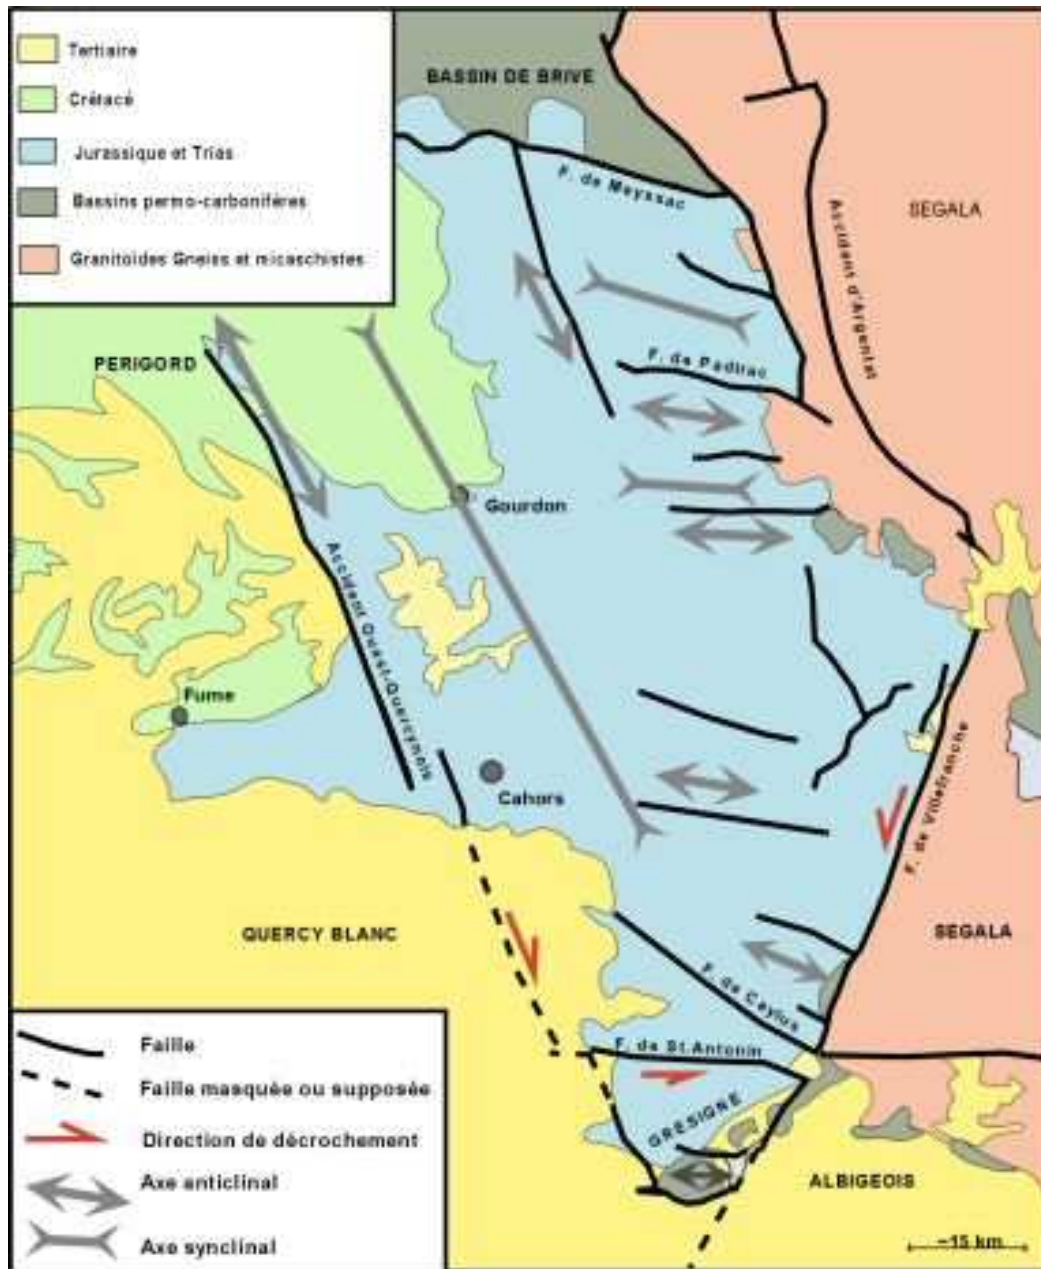 Tertiaire
Crétacé
Jurassique et Trias
Bassins permo-carbonifères
Granitoïdes Gneiss et micaschistes
BASSIN DE BRIVE
F. de Meyssac
SEGALA
Accident d'Argentat
PERIGORD
F. de Padirac
Gourdon
Accident Ouest-Quercynois
Fumel
Cahors
F. de Villefranche
QUERCY BLANC
SEGALA
F. de Caylus
F. de St.Antonin
GRESIGNE
ALBIGEOIS
Faille
Faille masquée ou supposée
Direction de décrochement
Axe anticlinal
Axe synclinal
~15 km